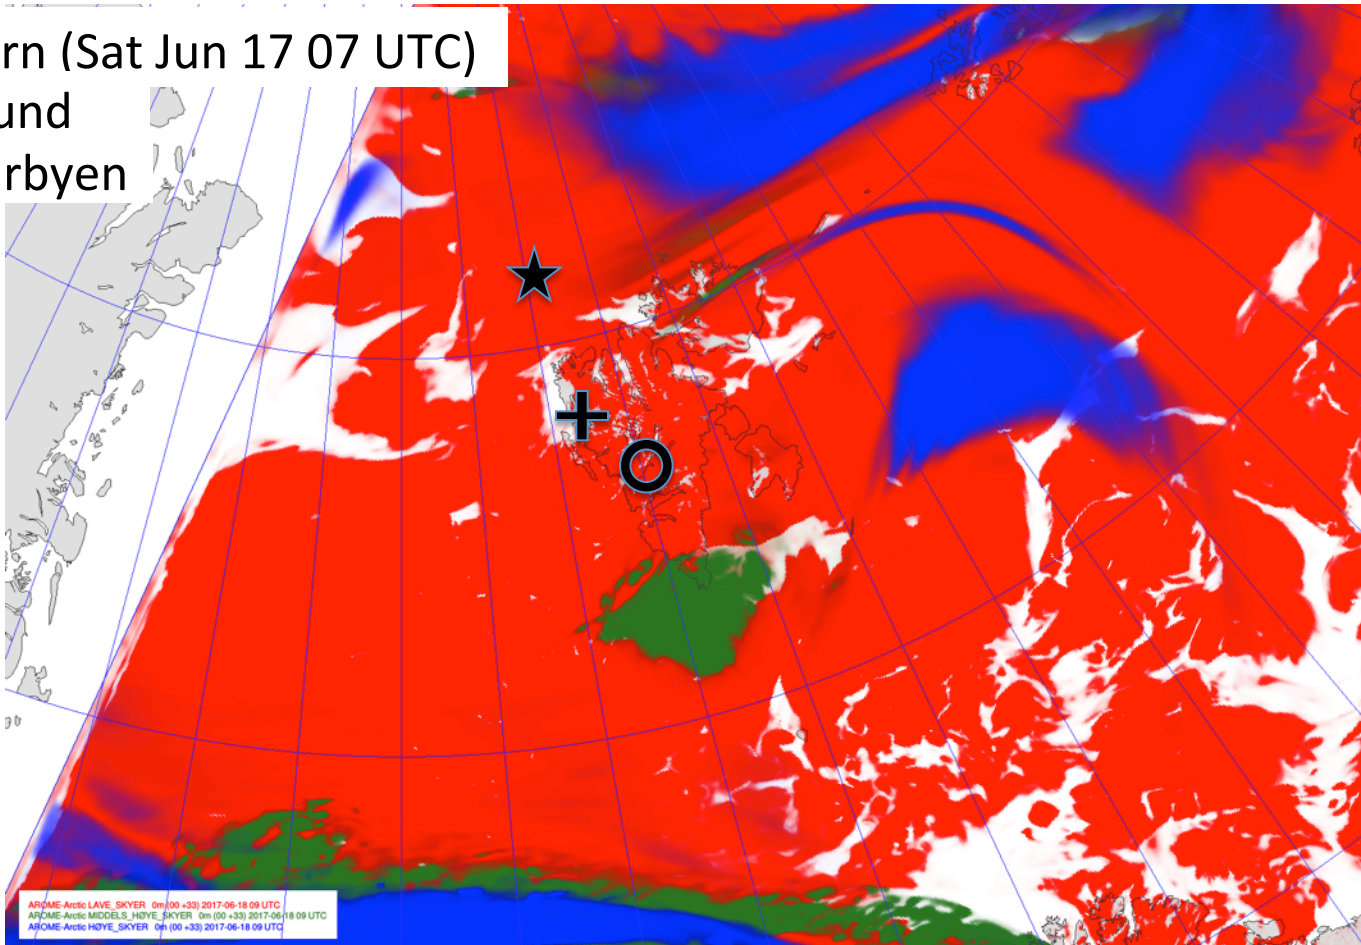 rn (Sat Jun 17 07 UTC)
und
rbyen
AROME-Arctic LAVE_SKYER 0m (00 +33) 2017-06-18 09 UTC
AROME-Arctic MIDDELS_HØYE_SKYER 0m (00 +33) 2017-06-18 09 UTC
AROME-Arctic HØYE_SKYER 0m (00 +33) 2017-06-18 09 UTC